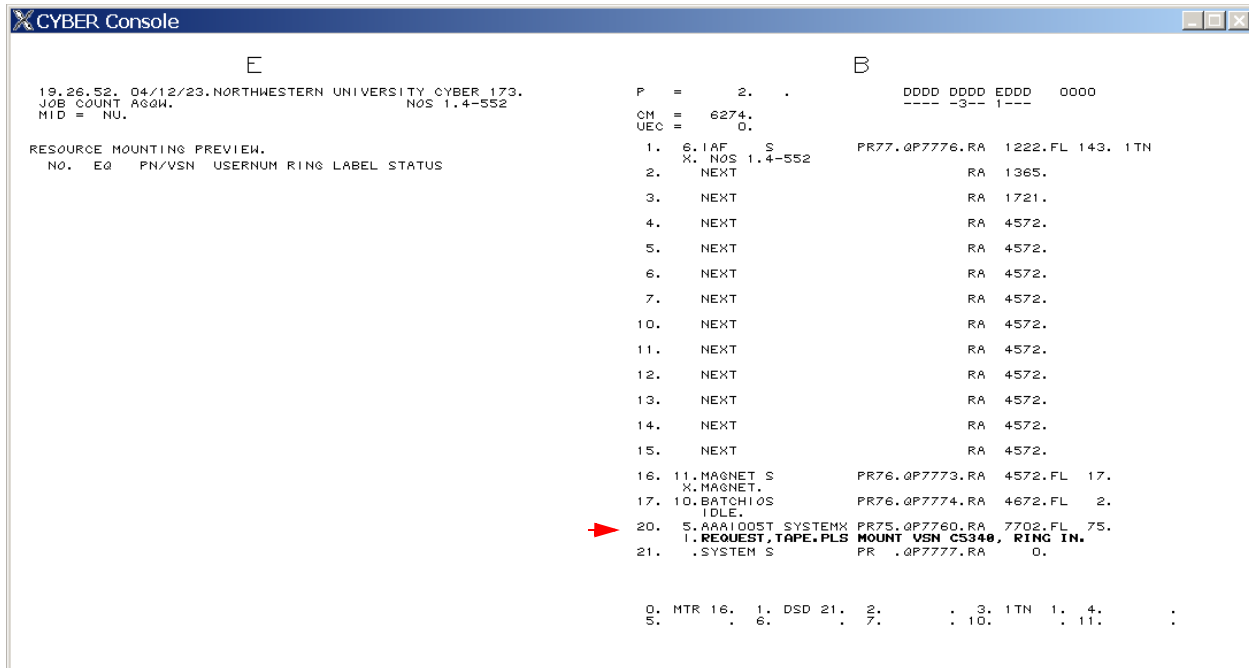 CYBER Console
E
19.26.52. 04/12/23.NORTHWESTERN UNIVERSITY CYBER 173.
JOB COUNT AGQW. NOS 1.4-552
MID = NU.
RESOURCE MOUNTING PREVIEW.
NO. EQ PN/VSN USERNUM RING LABEL STATUS
B
P = 2. . DDDD DDDD EDDD 0000
---- -3-- 1---
CM = 6274.
UEC = 0.
1. 6.IAF S PR77.QP7776.RA 1222.FL 143. 1TN
X. NOS 1.4-552
2. NEXT RA 1365.
3. NEXT RA 1721.
4. NEXT RA 4572.
5. NEXT RA 4572.
6. NEXT RA 4572.
7. NEXT RA 4572.
10. NEXT RA 4572.
11. NEXT RA 4572.
12. NEXT RA 4572.
13. NEXT RA 4572.
14. NEXT RA 4572.
15. NEXT RA 4572.
16. 11.MAGNET S PR76.QP7773.RA 4572.FL 17.
X.MAGNET.
17. 10.BATCHIOS PR76.QP7774.RA 4672.FL 2.
IDLE.
20. 5.AAAI005T SYSTEMX PR75.QP7760.RA 7702.FL 75.
I.REQUEST,TAPE.PLS MOUNT VSN C5340, RING IN.
21. .SYSTEM S PR .QP7777.RA 0.
0. MTR 16. 1. DSD 21. 2. . 3. 1TN 1. 4. .
5. . 6. . 7. . 10. . 11. .